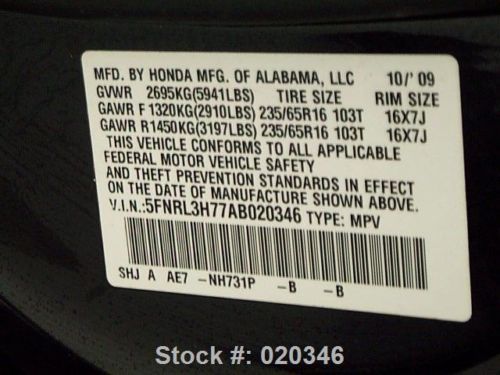 MFD. BY HONDA MFG. OF ALABAMA, LLC 10/' 09
GVWR 2695KG(5941LBS) TIRE SIZE RIM SIZE
GAWR F 1320KG(2910LBS) 235/65R16 103T 16X7J
GAWR R1450KG(3197LBS) 235/65R16 103T 16X7J
THIS VEHICLE CONFORMS TO ALL APPLICABLE
FEDERAL MOTOR VEHICLE SAFETY
AND THEFT PREVENTION STANDARDS IN EFFECT
ON THE DATE OF MANUFACTURE SHOWN ABOVE.
V.I.N.:5FNRL3H77AB020346 TYPE: MPV
SHJ A AE7 -NH731P -B -B
Stock #: 020346